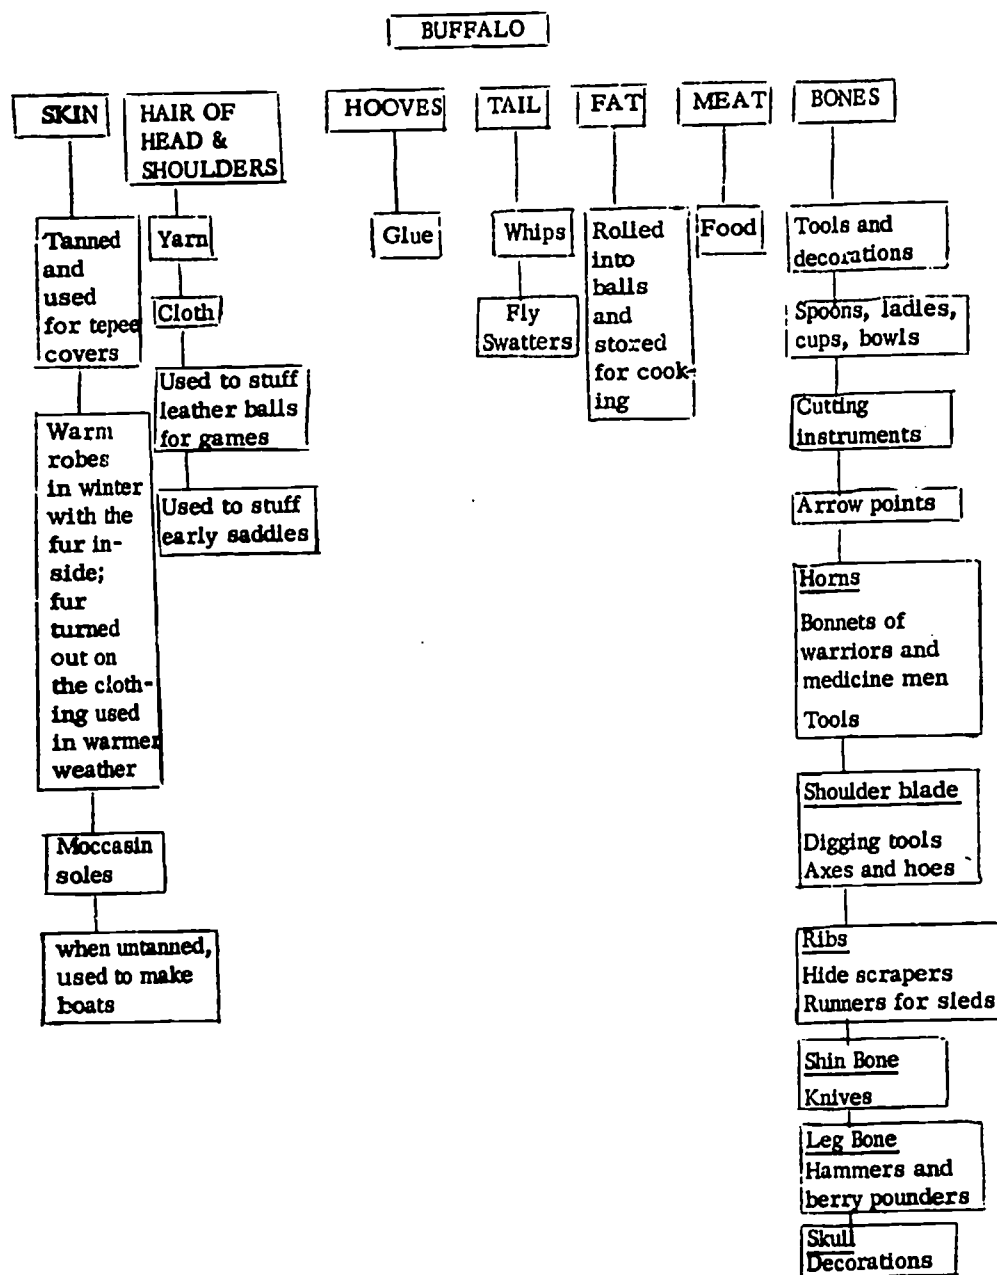 BUFFALO
SKIN
HAIR OF
HEAD &
SHOULDERS
HOOVES
TAIL
FAT
MEAT
BONES
Tanned
and
used
for tepee
covers
Warm
robes
in winter
with the
fur in-
side;
fur
turned
out on
the cloth-
ing used
in warmer
weather
Moccasin
soles
when untanned,
used to make
boats
Yarn
Cloth
Used to stuff
leather balls
for games
Used to stuff
early saddles
Glue
Whips
Fly
Swatters
Rolled
into
balls
and
stored
for cook-
ing
Food
Tools and
decorations
Spoons, ladles,
cups, bowls
Cutting
instruments
Arrow points
Horns
Bonnets of
warriors and
medicine men
Tools
Shoulder blade
Digging tools
Axes and hoes
Ribs
Hide scrapers
Runners for sleds
Shin Bone
Knives
Leg Bone
Hammers and
berry pounders
Skull
Decorations